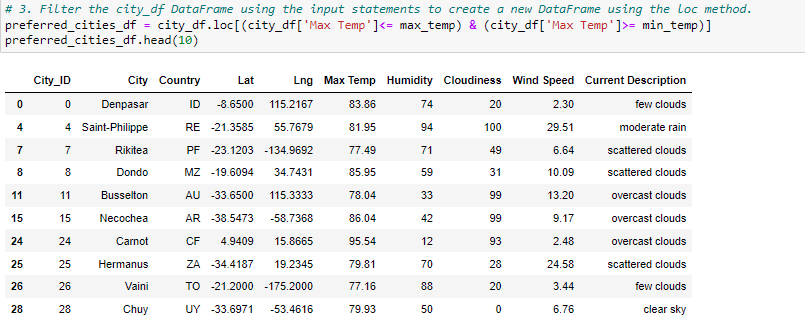 # 3. Filter the city_df DataFrame using the input statements to create a new DataFrame using the loc method.
preferred_cities_df = city_df.loc[(city_df['Max Temp']<= max_temp) & (city_df['Max Temp']>= min_temp)]
preferred_cities_df.head(10)
City_ID City Country Lat Lng Max Temp Humidity Cloudiness Wind Speed Current Description
0 0 Denpasar ID -8.6500 115.2167 83.86 74 20 2.30 few clouds
4 4 Saint-Philippe RE -21.3585 55.7679 81.95 94 100 29.51 moderate rain
7 7 Rikitea PF -23.1203 -134.9692 77.49 71 49 6.64 scattered clouds
8 8 Dondo MZ -19.6094 34.7431 85.95 59 31 10.09 scattered clouds
11 11 Busselton AU -33.6500 115.3333 78.04 33 99 13.20 overcast clouds
15 15 Necochea AR -38.5473 -58.7368 86.04 42 99 9.17 overcast clouds
24 24 Carnot CF 4.9409 15.8665 95.54 12 93 2.48 overcast clouds
25 25 Hermanus ZA -34.4187 19.2345 79.81 70 28 24.58 scattered clouds
26 26 Vaini TO -21.2000 -175.2000 77.16 88 20 3.44 few clouds
28 28 Chuy UY -33.6971 -53.4616 79.93 50 0 6.76 clear sky